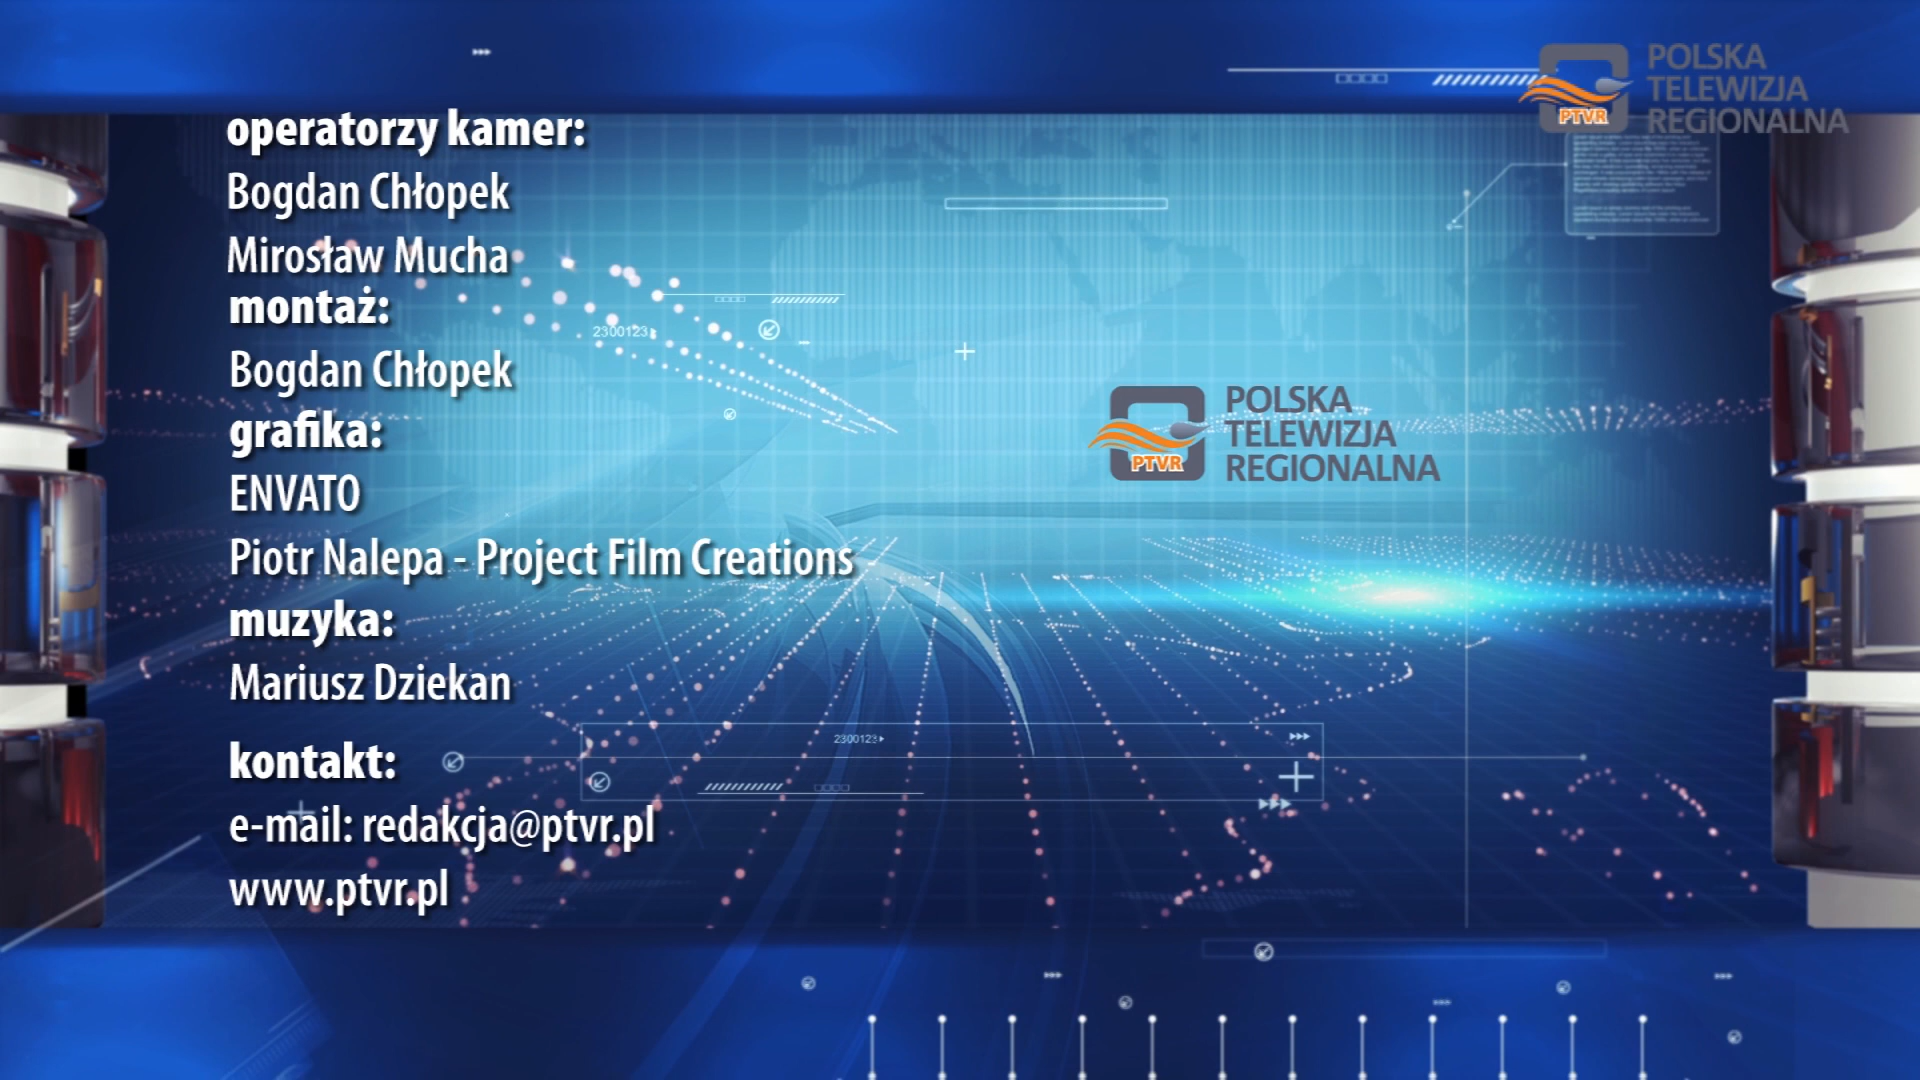 POLSKA
TELEWIZJA
REGIONALNA
PTVR
operatorzy kamer:
Bogdan Chłopek
Mirosław Mucha
montaż:
2300123
Bogdan Chłopek
POLSKA
TELEWIZJA
REGIONALNA
PTVR
grafika:
ENVATO
Piotr Nalepa - Project Film Creations
muzyka:
Mariusz Dziekan
2300123
kontakt:
e-mail: redakcja@ptvr.pl
www.ptvr.pl